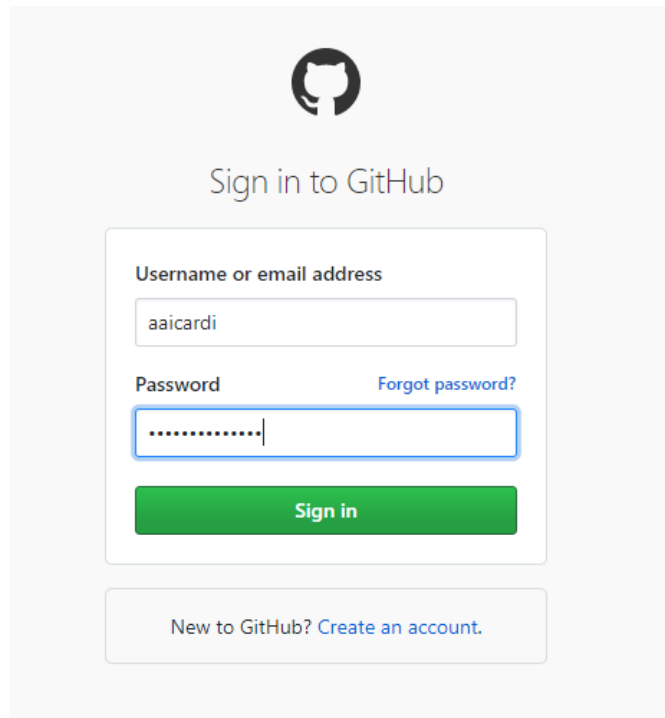 Sign in to GitHub
Username or email address
aaicardi
Password Forgot password?
••••••••••••••
Sign in
New to GitHub? Create an account.